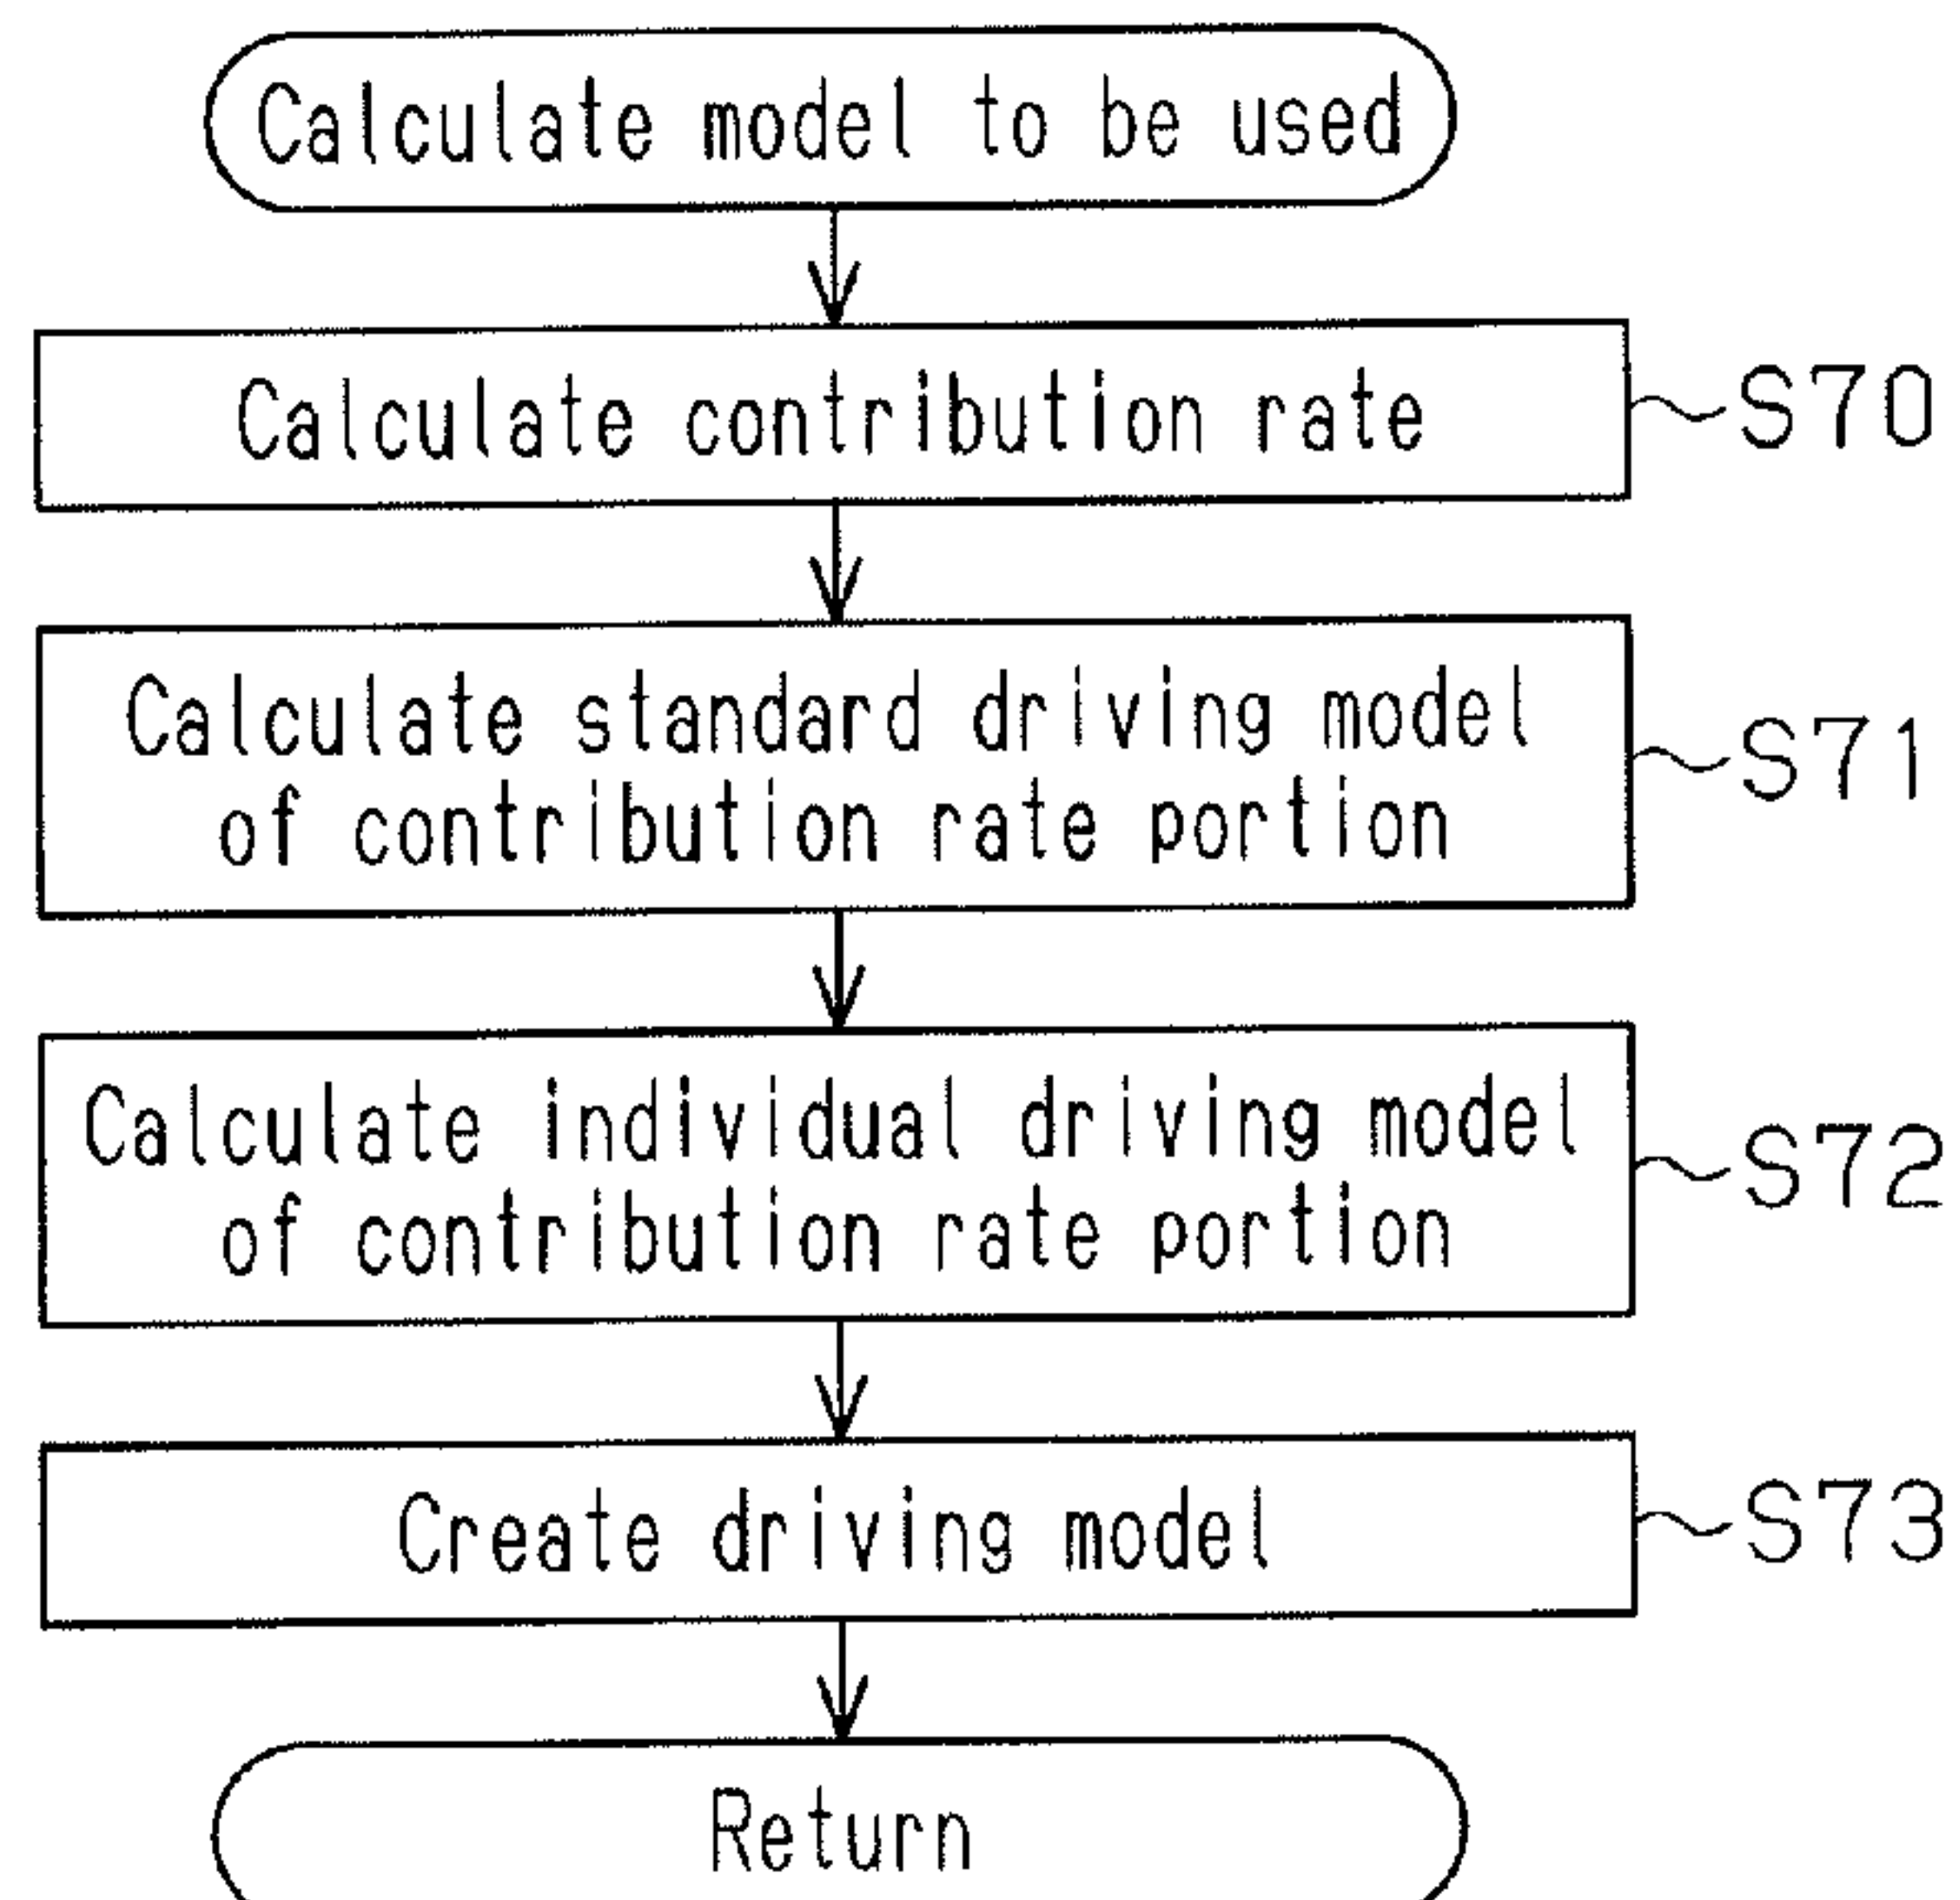 Calculate model to be used
Calculate contribution rate
S70
Calculate standard driving model
of contribution rate portion
S71
Calculate individual driving model
of contribution rate portion
S72
Create driving model
S73
Return